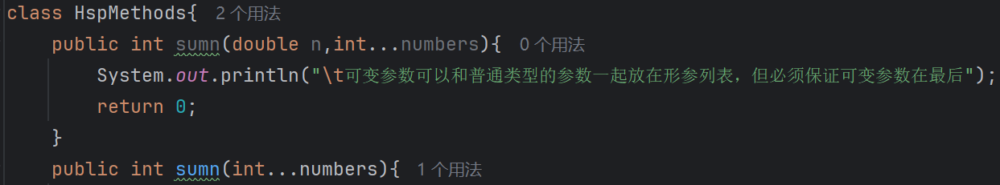 class HspMethods{ 2 个用法
public int sumn(double n,int...numbers){ 0 个用法
System.out.println("\t可变参数可以和普通类型的参数一起放在形参列表，但必须保证可变参数在最后");
return 0;
}
public int sumn(int...numbers){ 1 个用法